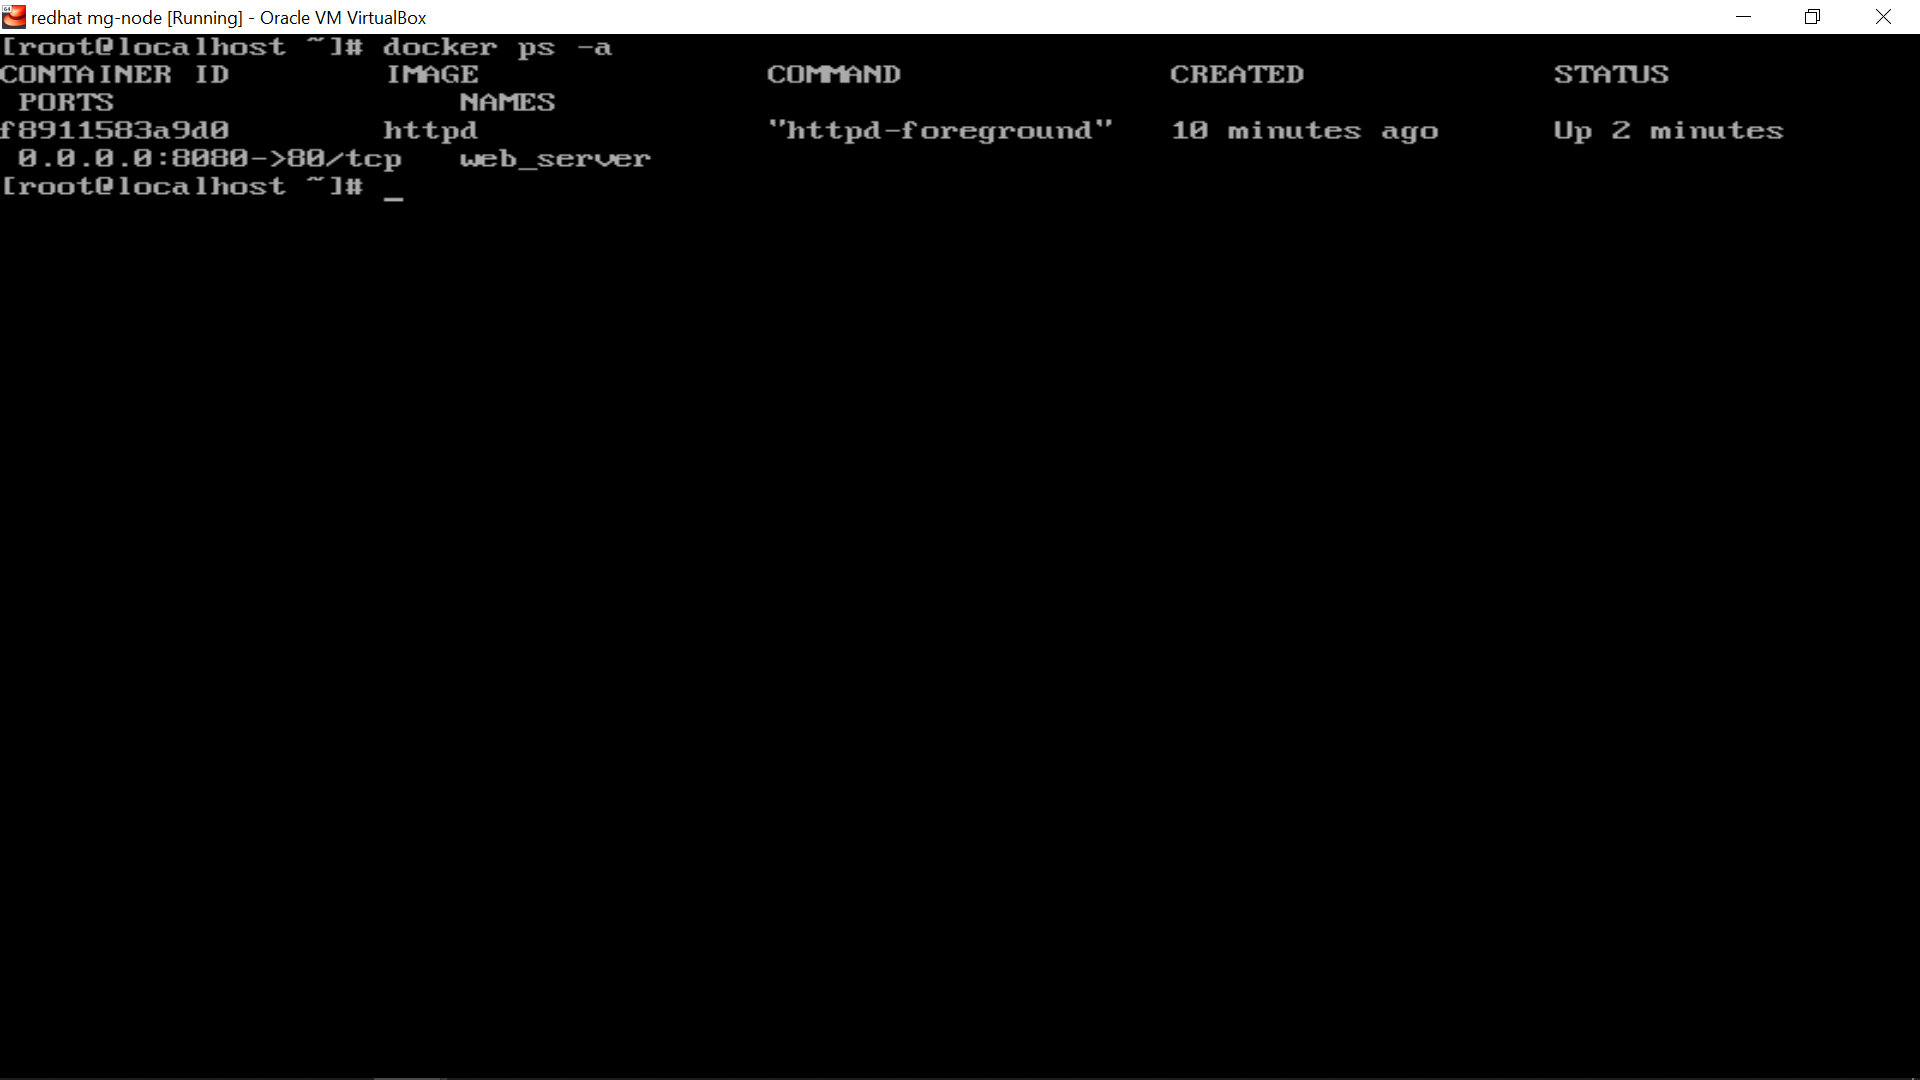 redhat mg-node [Running] - Oracle VM VirtualBox
[root@localhost ~]# docker ps -a
CONTAINER ID IMAGE COMMAND CREATED STATUS
PORTS NAMES
f8911583a9d0 httpd "httpd-foreground" 10 minutes ago Up 2 minutes
0.0.0.0:8080->80/tcp web_server
[root@localhost ~]# _